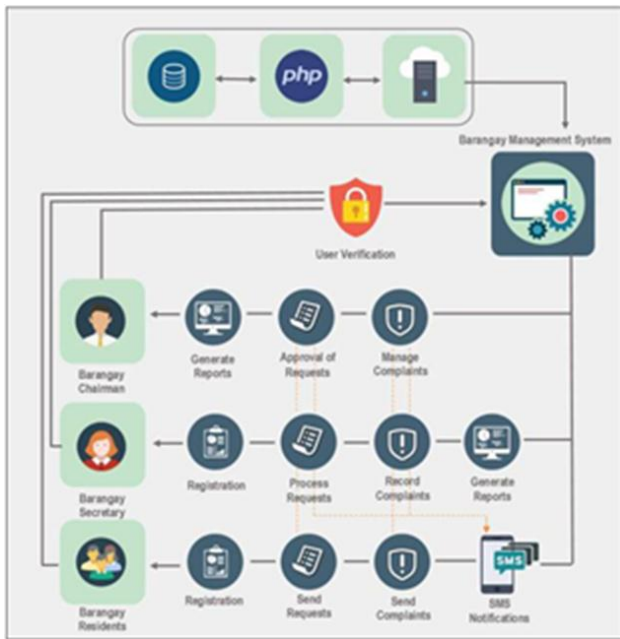 php
Barangay Management System
User Verification
Barangay
Chairman
Generate
Reports
Approval of
Requests
Manage
Complaints
Barangay
Secretary
Registration
Process
Requests
Record
Complaints
Generate
Reports
Barangay
Residents
Registration
Send
Requests
Send
Complaints
SMS
SMS
Notifications